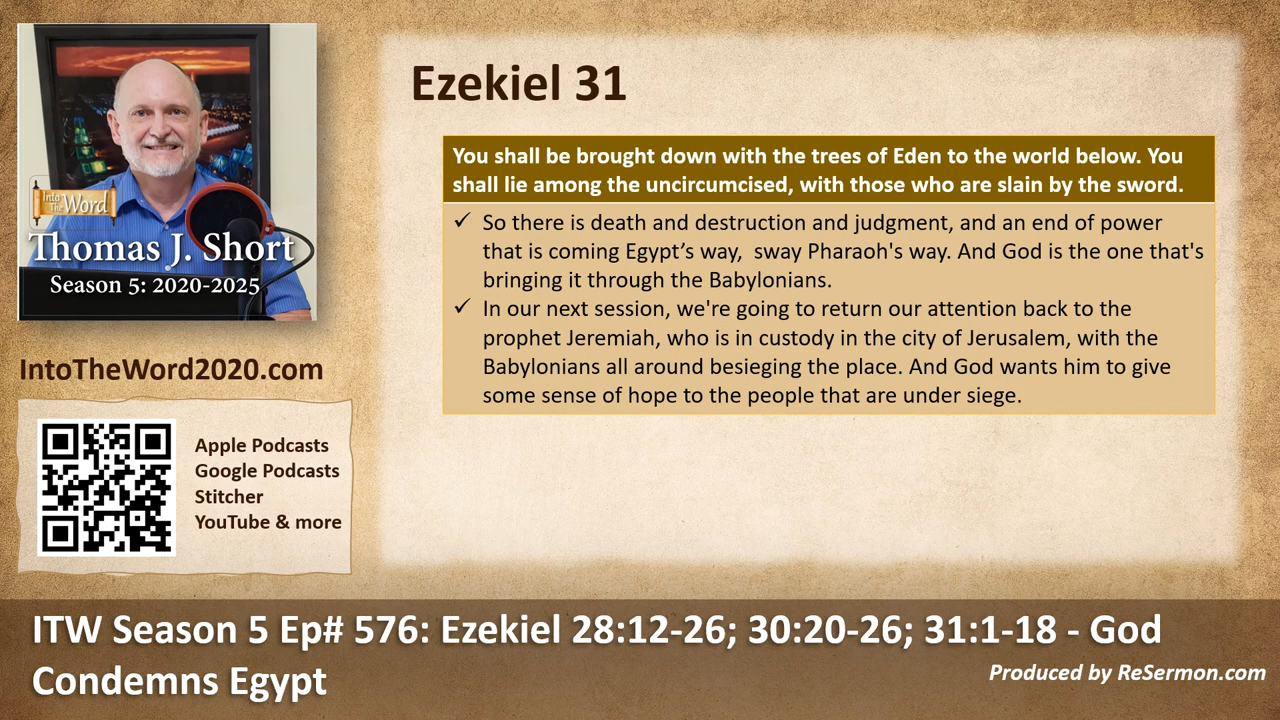 Into
The Word
Thomas J. Short
Season 5: 2020-2025
IntoTheWord2020.com
Apple Podcasts
Google Podcasts
Stitcher
YouTube & more
Ezekiel 31
You shall be brought down with the trees of Eden to the world below. You
shall lie among the uncircumcised, with those who are slain by the sword.
✓ So there is death and destruction and judgment, and an end of power
that is coming Egypt’s way,  sway Pharaoh's way. And God is the one that's
bringing it through the Babylonians.
✓ In our next session, we're going to return our attention back to the
prophet Jeremiah, who is in custody in the city of Jerusalem, with the
Babylonians all around besieging the place. And God wants him to give
some sense of hope to the people that are under siege.
ITW Season 5 Ep# 576: Ezekiel 28:12-26; 30:20-26; 31:1-18 - God
Condemns Egypt
Produced by ReSermon.com